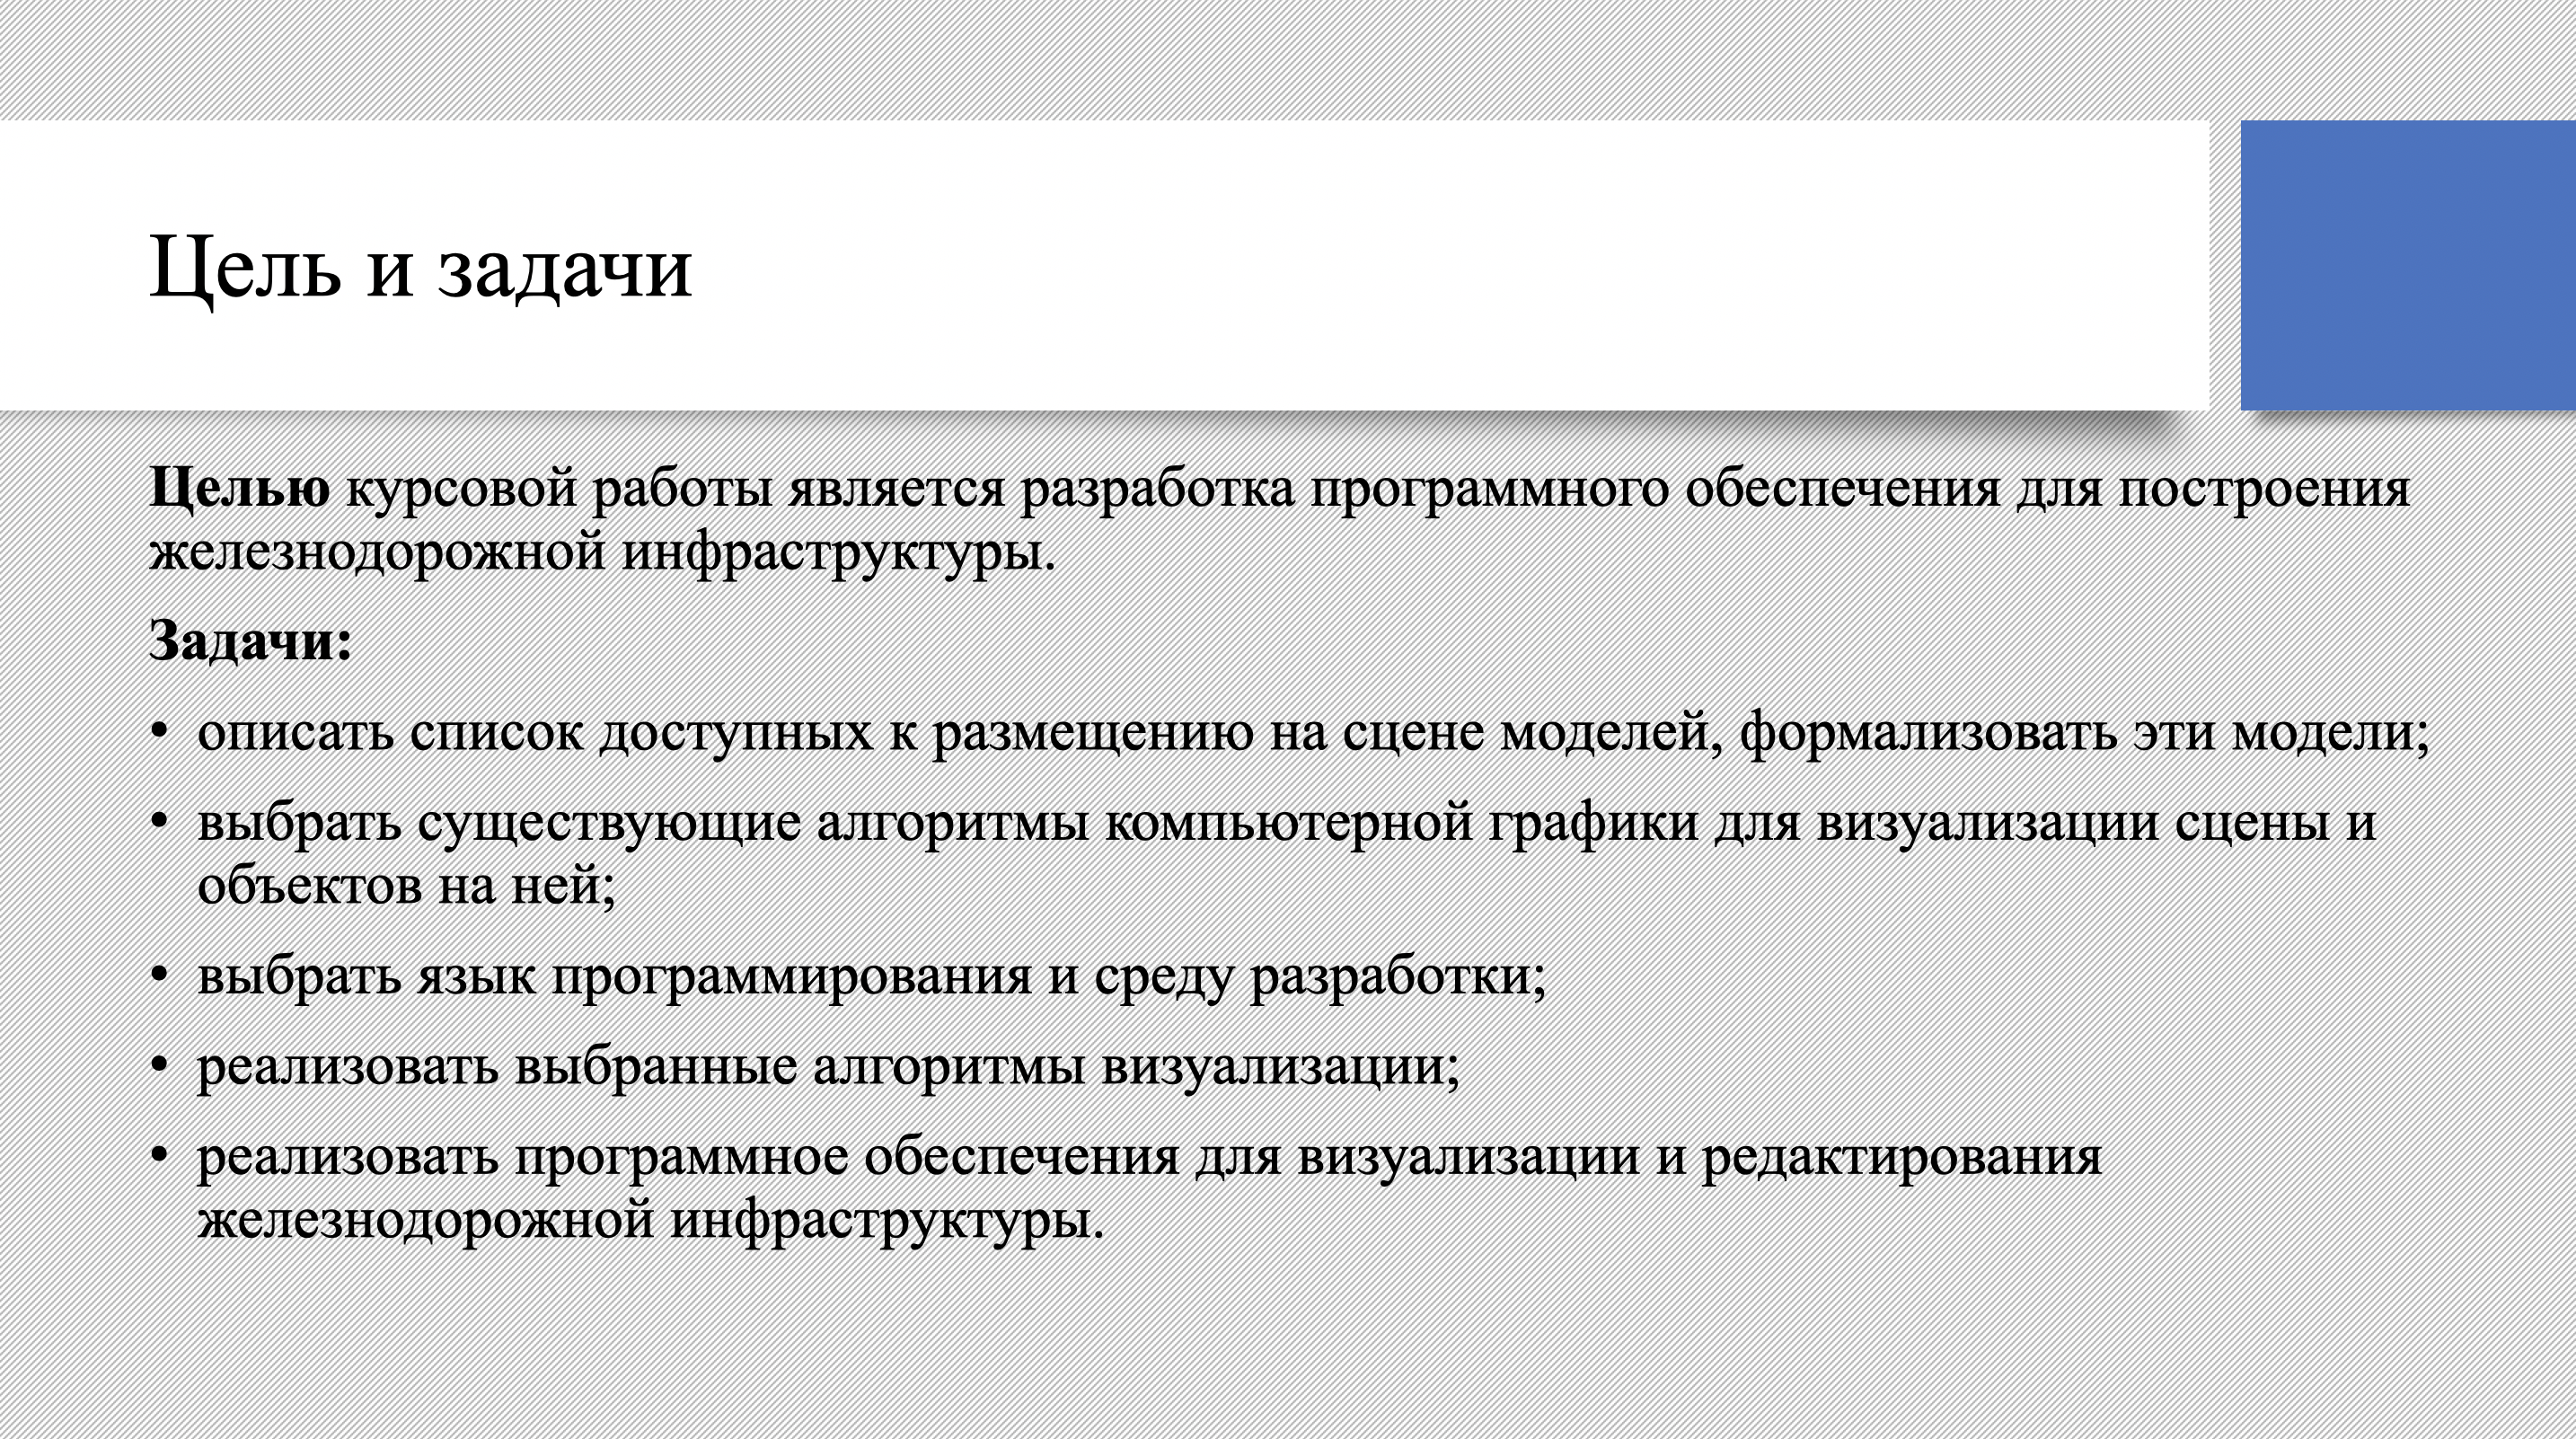 Цель и задачи
Целью курсовой работы является разработка программного обеспечения для построения
железнодорожной инфраструктуры.
Задачи:
• описать список доступных к размещению на сцене моделей, формализовать эти модели;
• выбрать существующие алгоритмы компьютерной графики для визуализации сцены и
объектов на ней;
• выбрать язык программирования и среду разработки;
• реализовать выбранные алгоритмы визуализации;
• реализовать программное обеспечения для визуализации и редактирования
железнодорожной инфраструктуры.